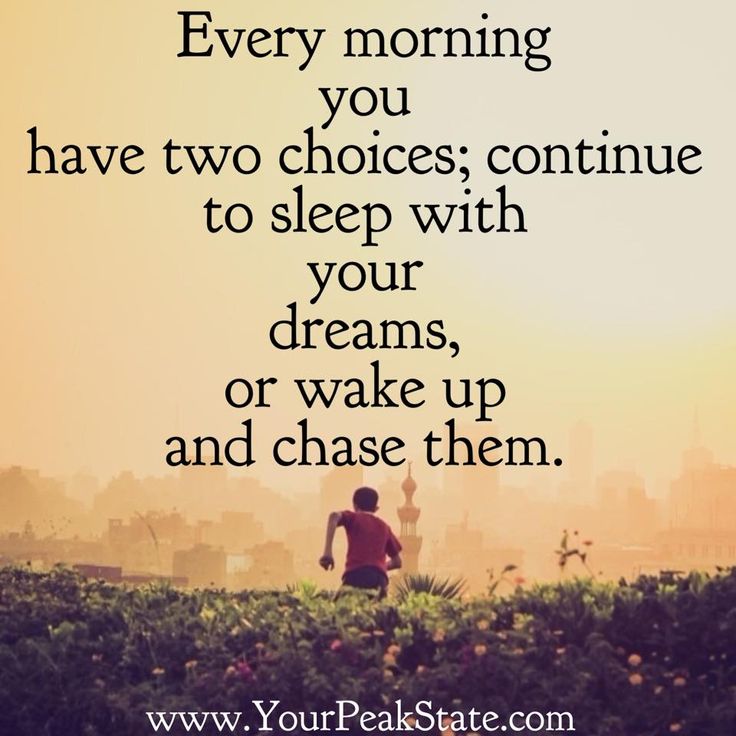 Every morning
you
have two choices; continue
to sleep with
your
dreams,
or wake up
and chase them.
www.YourPeakState.com